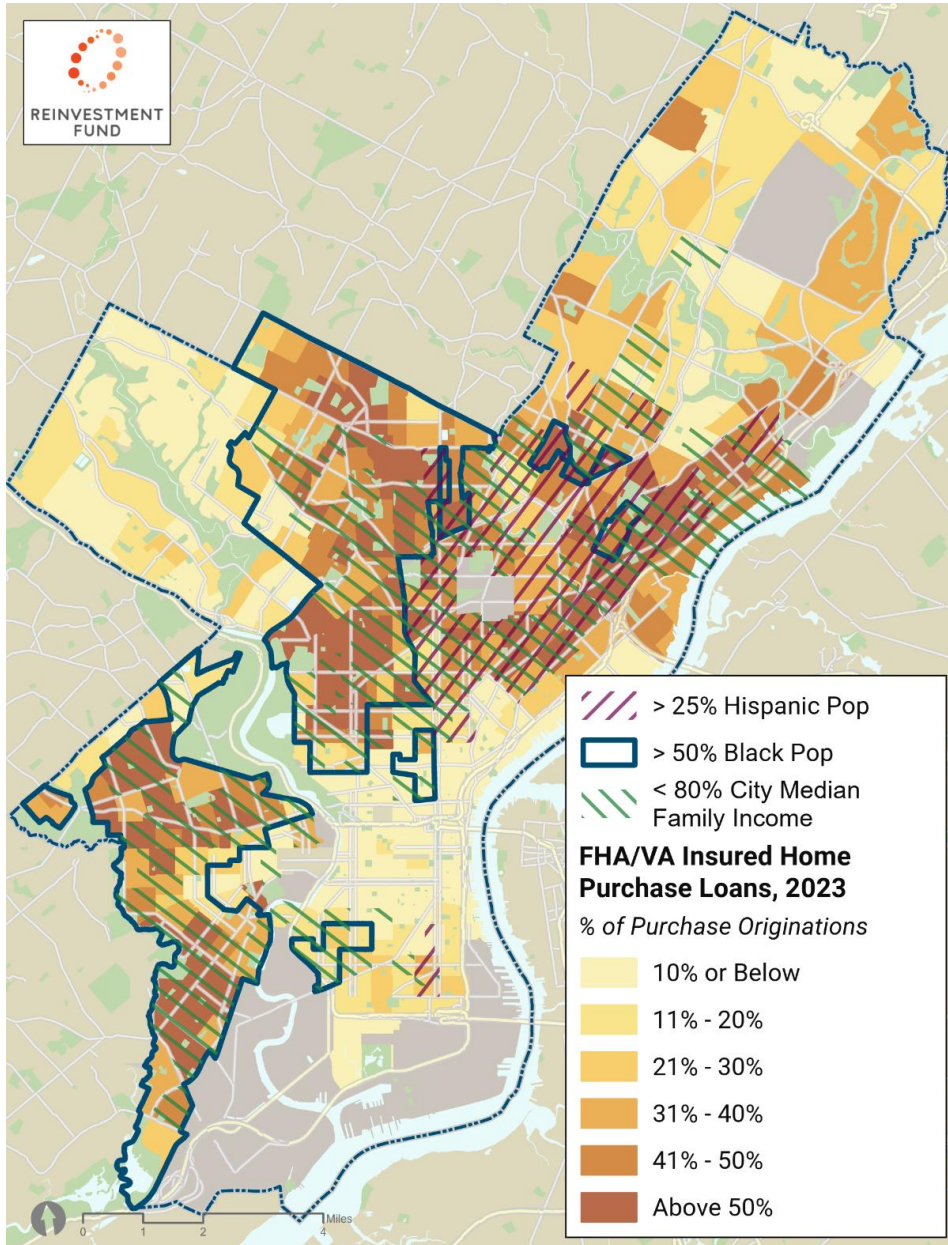 REINVESTMENT
FUND
> 25% Hispanic Pop
> 50% Black Pop
< 80% City Median
Family Income
FHA/VA Insured Home
Purchase Loans, 2023
% of Purchase Originations
10% or Below
11% - 20%
21% - 30%
31% - 40%
41% - 50%
Above 50%
Miles
0 1 2 4